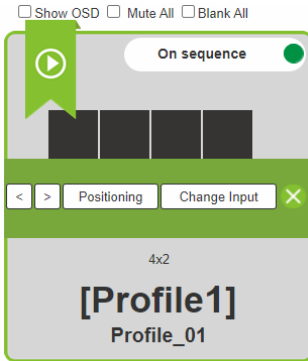 Show OSD Mute All Blank All
On sequence
< > Positioning Change Input
4x2
[Profile1]
Profile_01